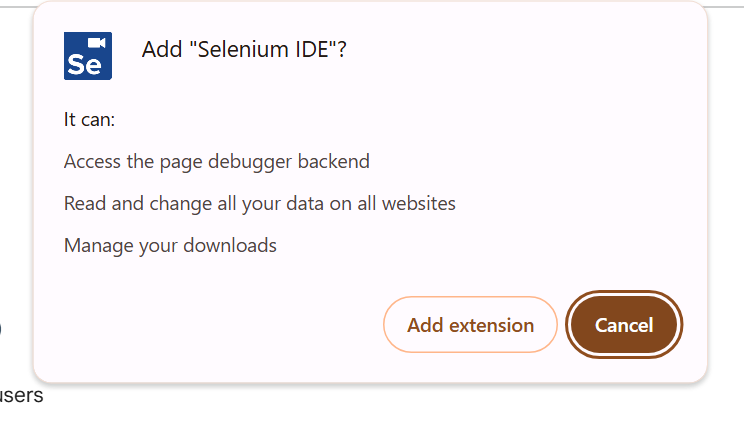 Se
Add "Selenium IDE"?
It can:
Access the page debugger backend
Read and change all your data on all websites
Manage your downloads
Add extension
Cancel
users